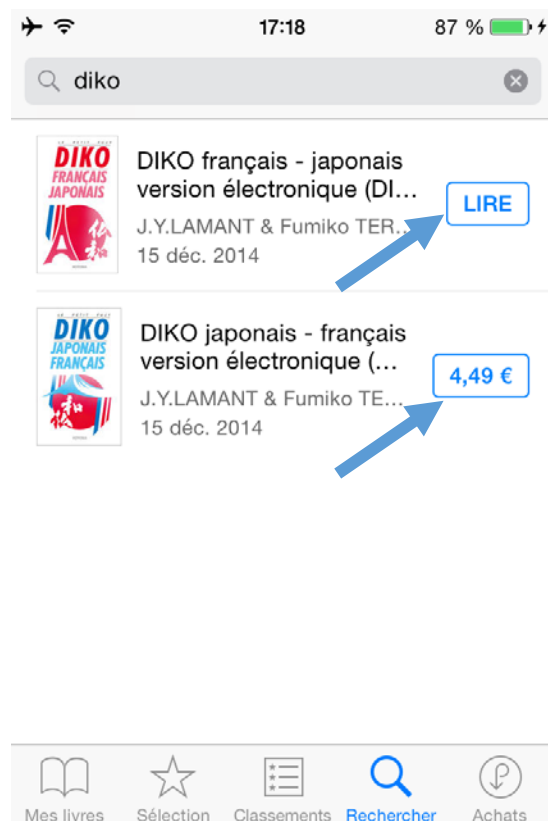 17:18
87 %
diko
DIKO
FRANÇAIS
JAPONAIS
DIKO français - japonais
version électronique (DI...
LIRE
J.Y.LAMANT & Fumiko TER...
15 déc. 2014
DIKO
JAPONAIS
FRANÇAIS
DIKO japonais - français
version électronique (...
4,49 €
J.Y.LAMANT & Fumiko TE...
15 déc. 2014
Mes livres
Sélection
Classements
Rechercher
Achats